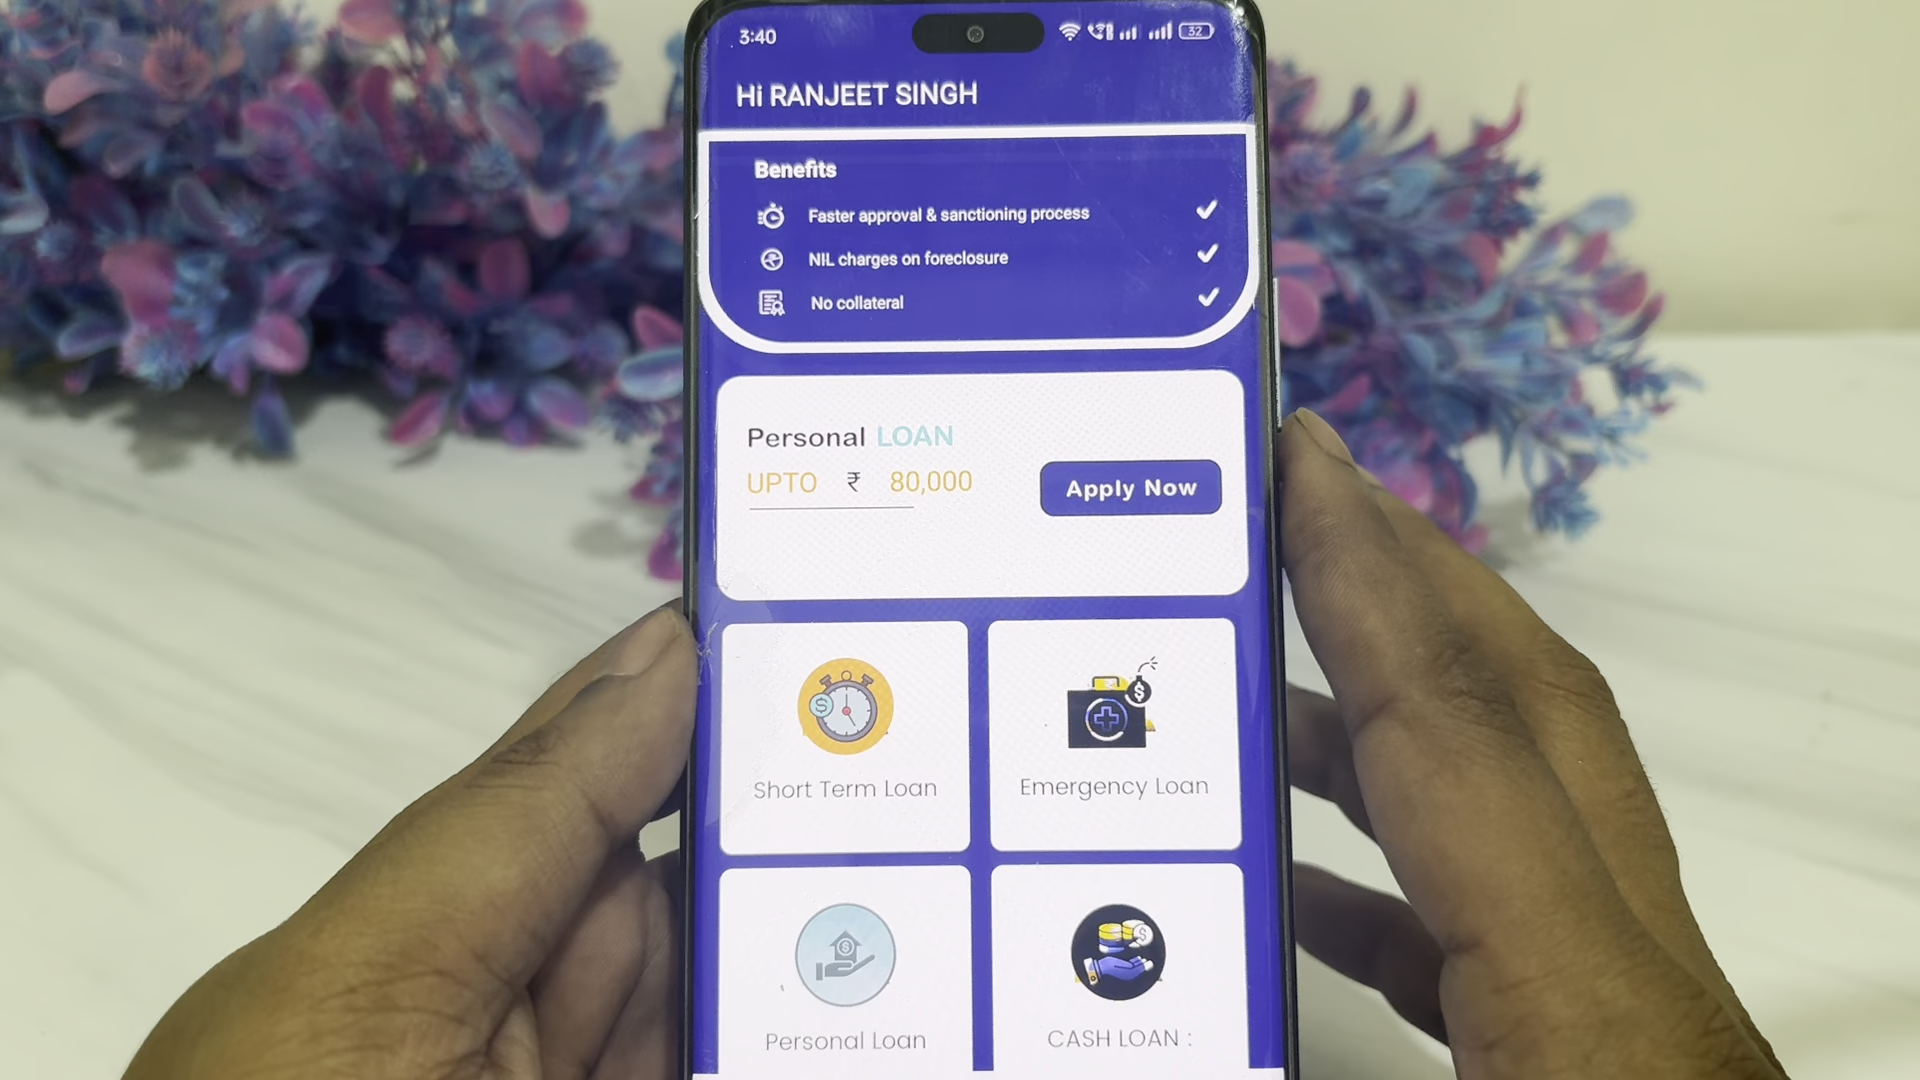 3:40
32
Hi RANJEET SINGH
Benefits
Faster approval & sanctioning process
NIL charges on foreclosure
No collateral
Personal LOAN
UPTO ₹ 80,000
Apply Now
Short Term Loan
Emergency Loan
Personal Loan
CASH LOAN :